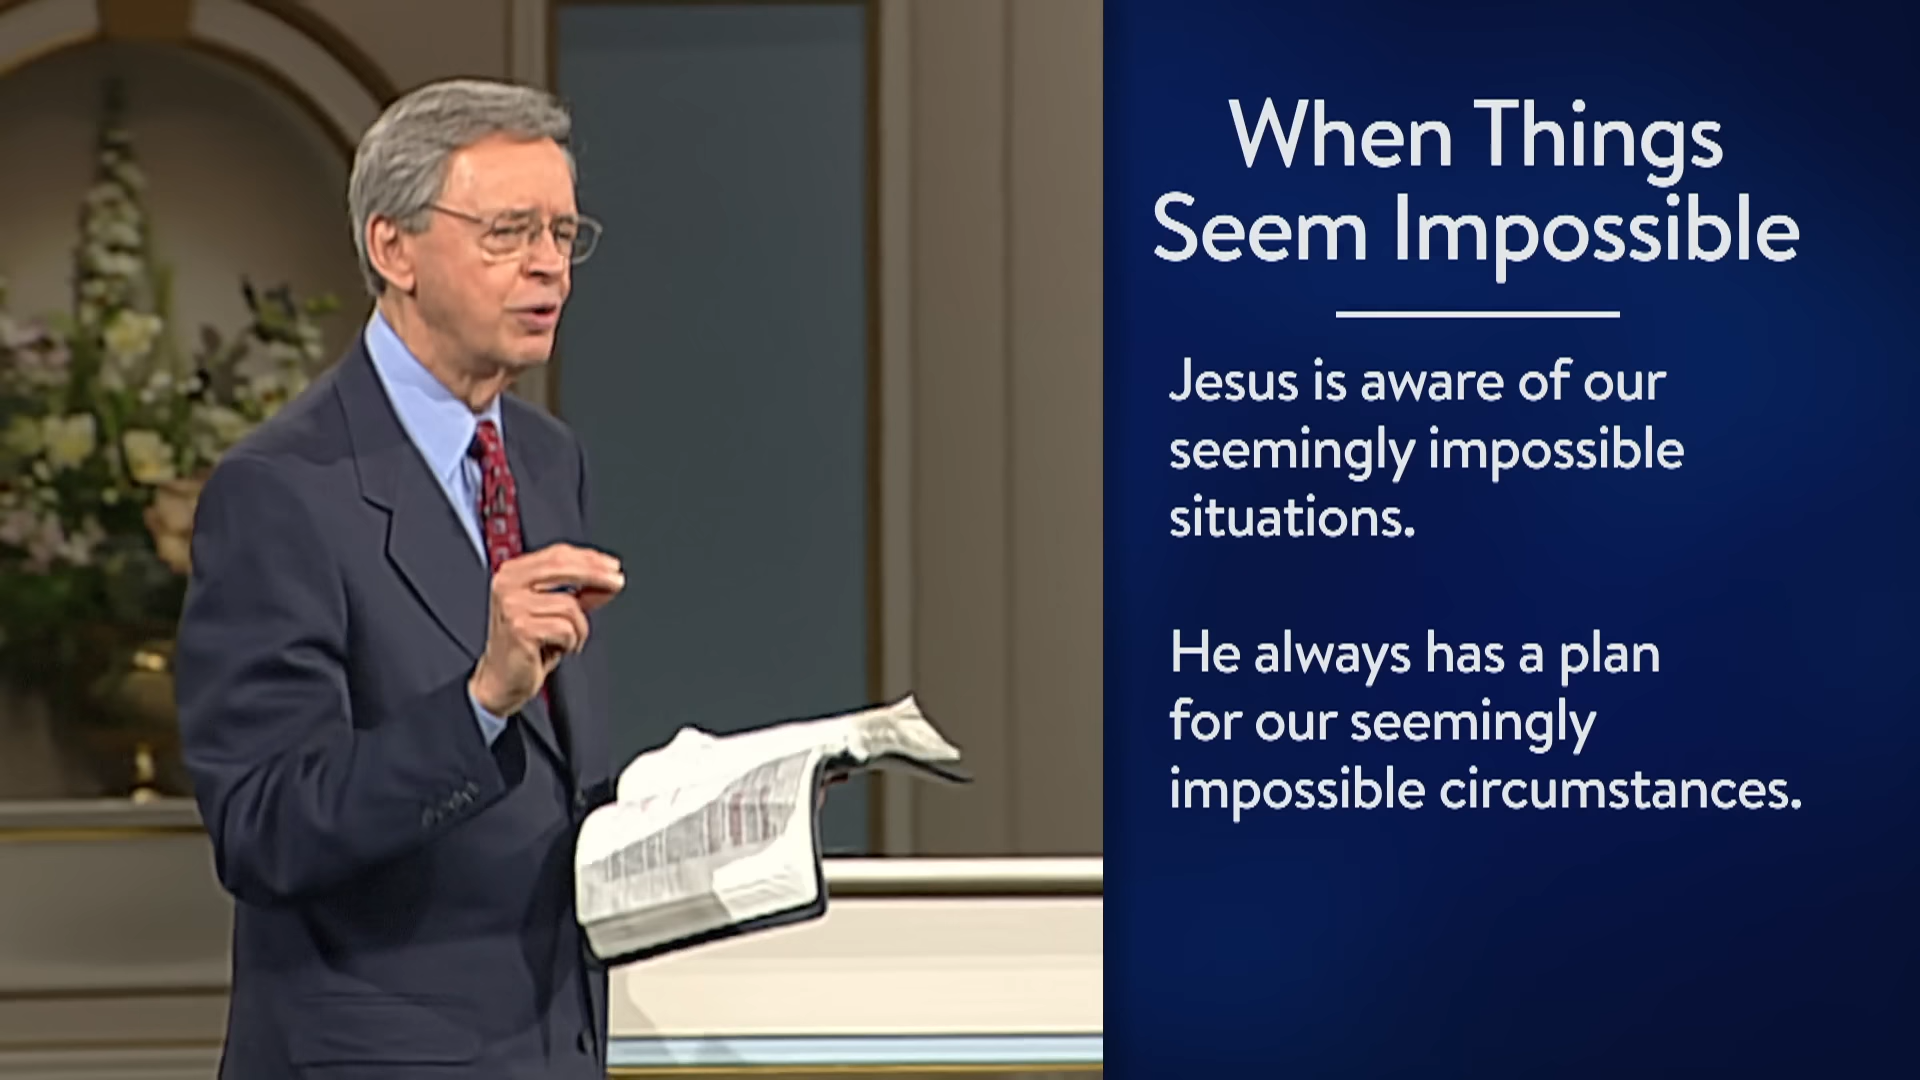 When Things
Seem Impossible
Jesus is aware of our
seemingly impossible
situations.
He always has a plan
for our seemingly
impossible circumstances.